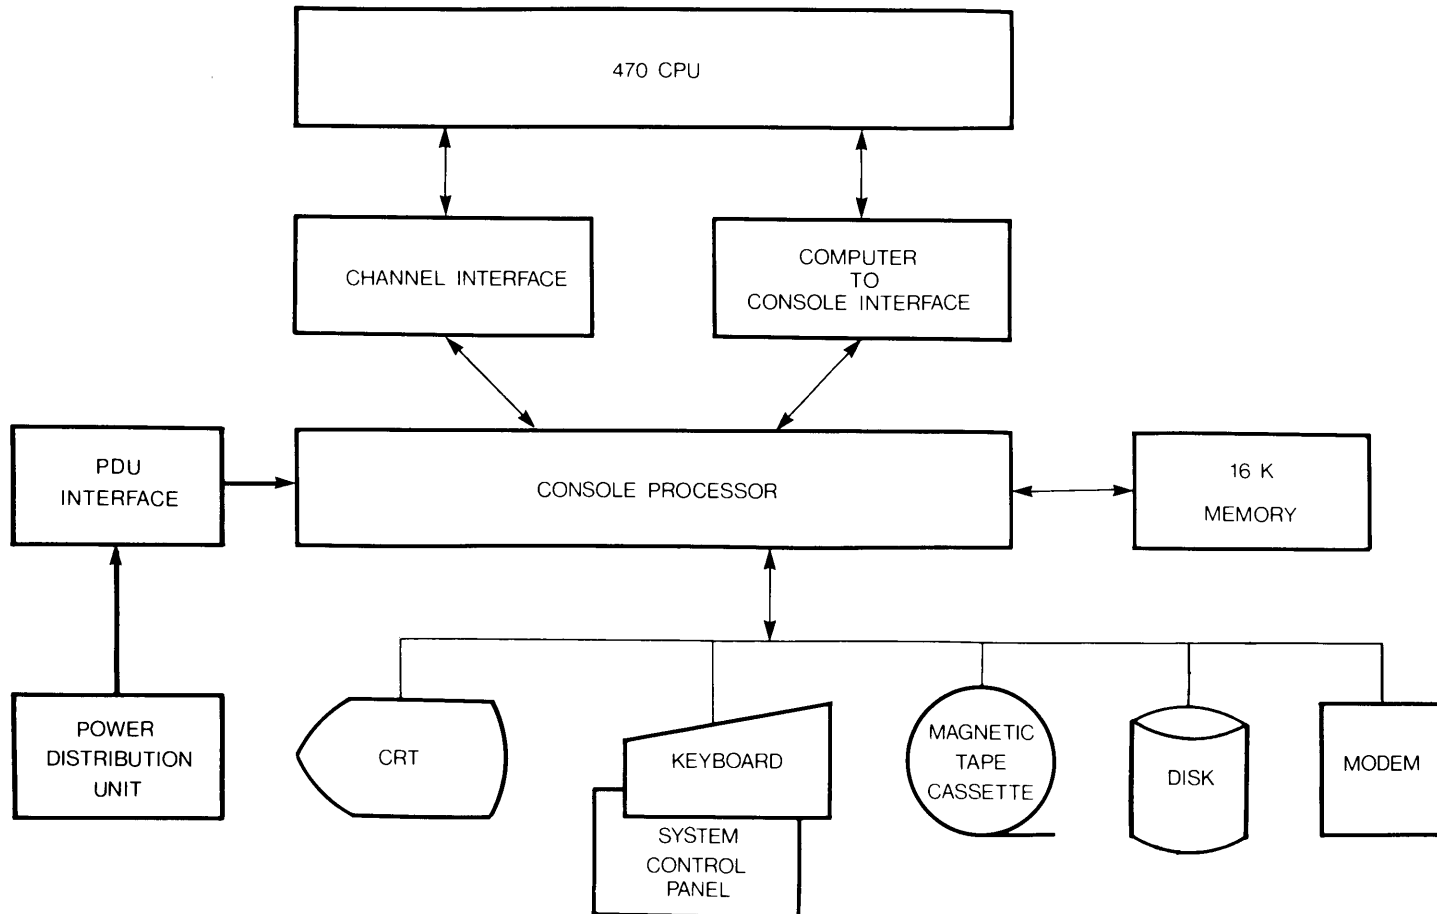 470 CPU
CHANNEL INTERFACE
COMPUTER
TO
CONSOLE INTERFACE
PDU
INTERFACE
CONSOLE PROCESSOR
16 K
MEMORY
POWER
DISTRIBUTION
UNIT
CRT
KEYBOARD
SYSTEM
CONTROL
PANEL
MAGNETIC
TAPE
CASSETTE
DISK
MODEM